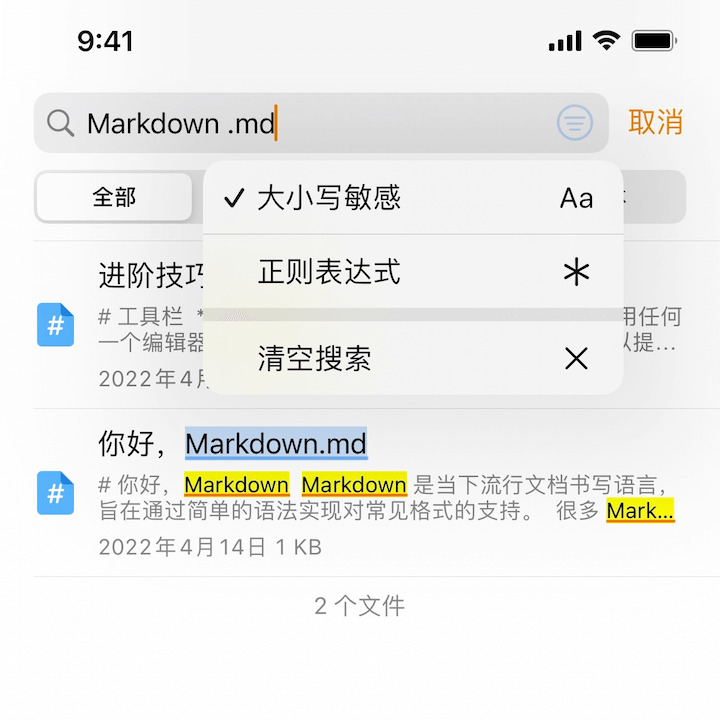 9:41
Markdown .md
取消
全部
大小写敏感 Aa
正则表达式
清空搜索
进阶技巧
# 工具栏 * 用任何
一个编辑器 以提...
2022年4月
你好，Markdown.md
# 你好，Markdown Markdown 是当下流行文档书写语言，
旨在通过简单的语法实现对常见格式的支持。 很多 Mark...
2022年4月14日 1 KB
2 个文件